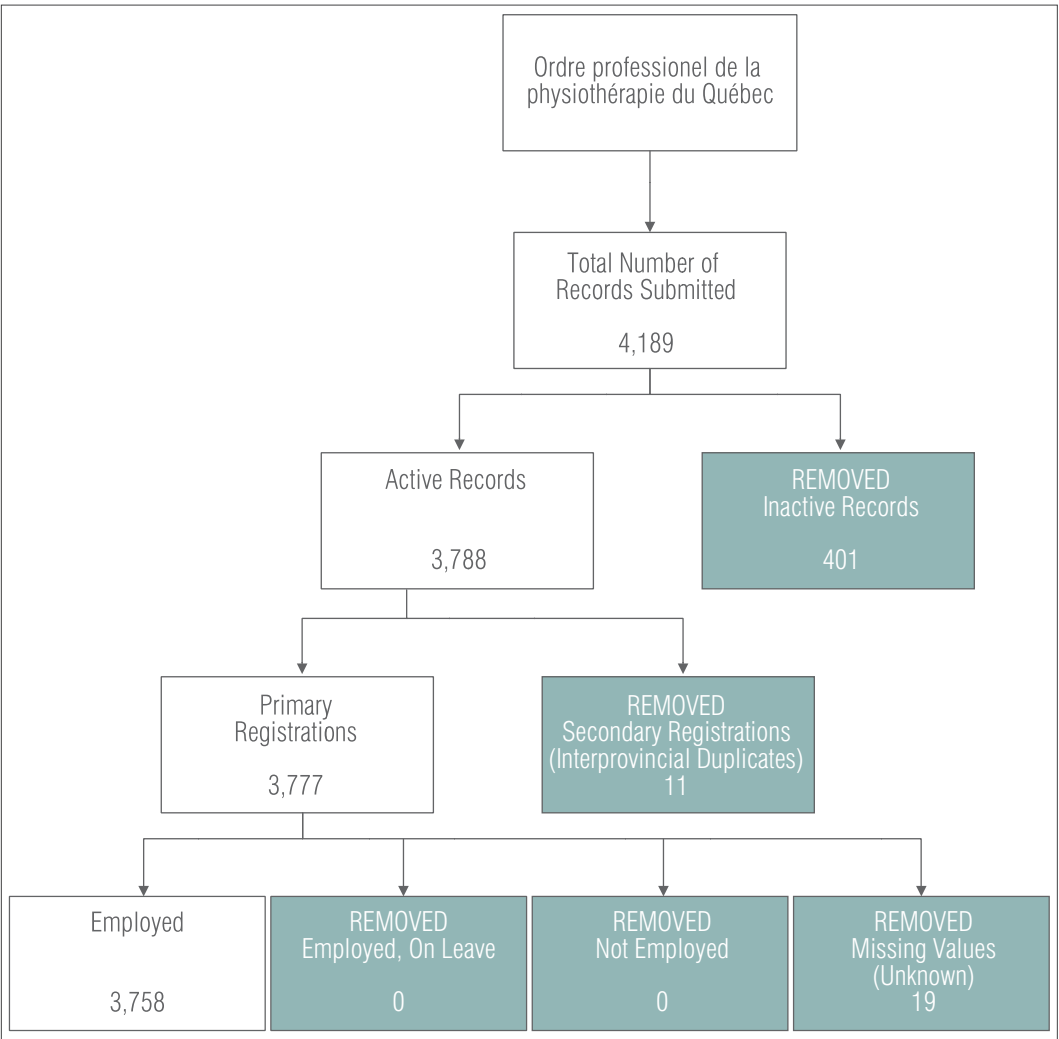 Ordre professionel de la
physiothérapie du Québec
Total Number of
Records Submitted
4,189
Active Records
3,788
REMOVED
Inactive Records
401
Primary
Registrations
3,777
REMOVED
Secondary Registrations
(Interprovincial Duplicates)
11
Employed
3,758
REMOVED
Employed, On Leave
0
REMOVED
Not Employed
0
REMOVED
Missing Values
(Unknown)
19